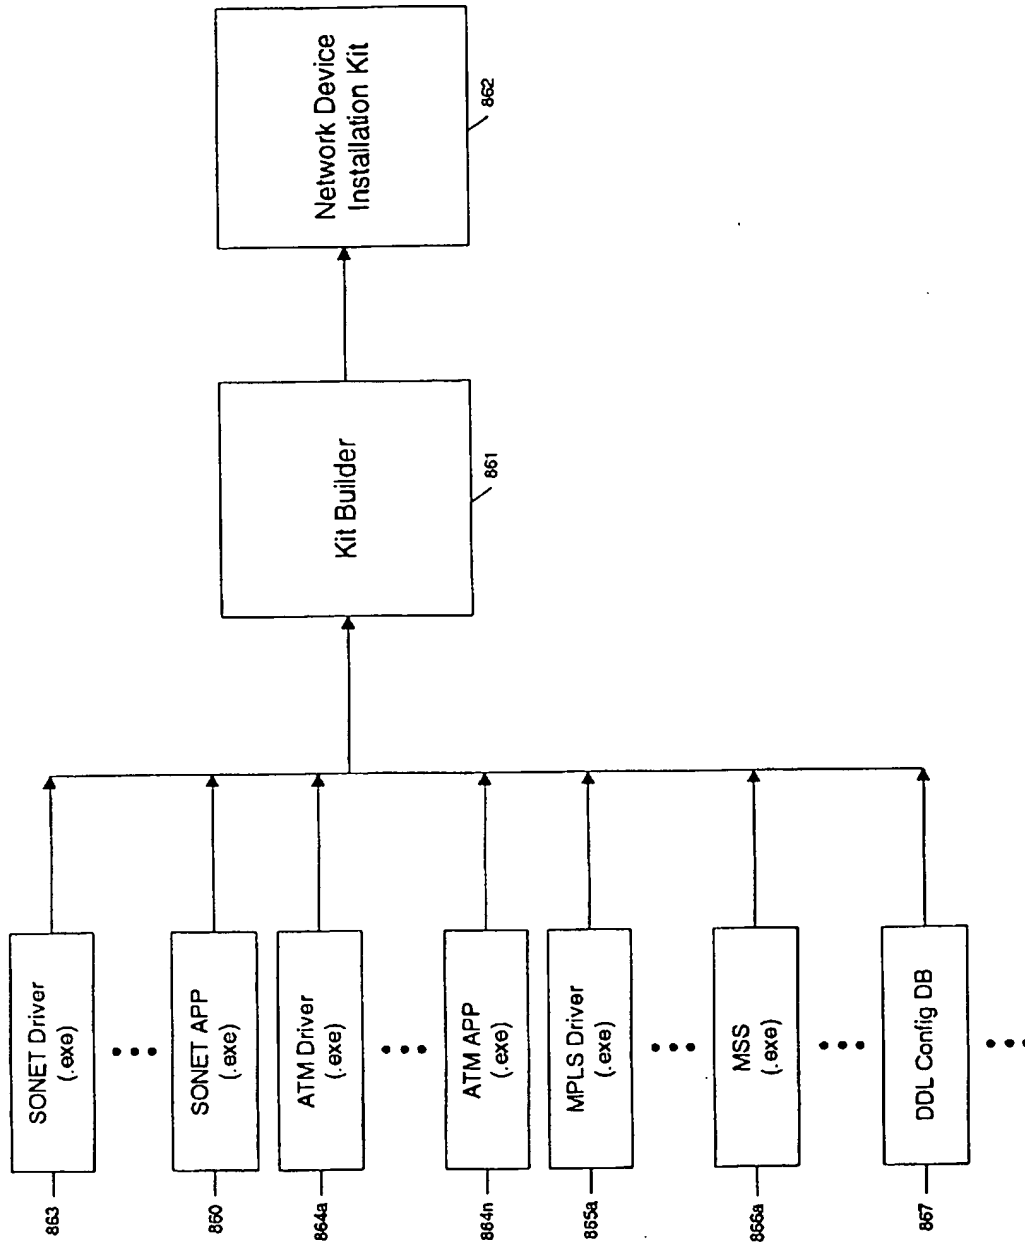 SONET Driver
(.exe)
863
SONET APP
(.exe)
860
ATM Driver
(.exe)
864a
ATM APP
(.exe)
864n
MPLS Driver
(.exe)
865a
MSS
(.exe)
866a
DDL Config DB
867
Kit Builder
861
Network Device
Installation Kit
862